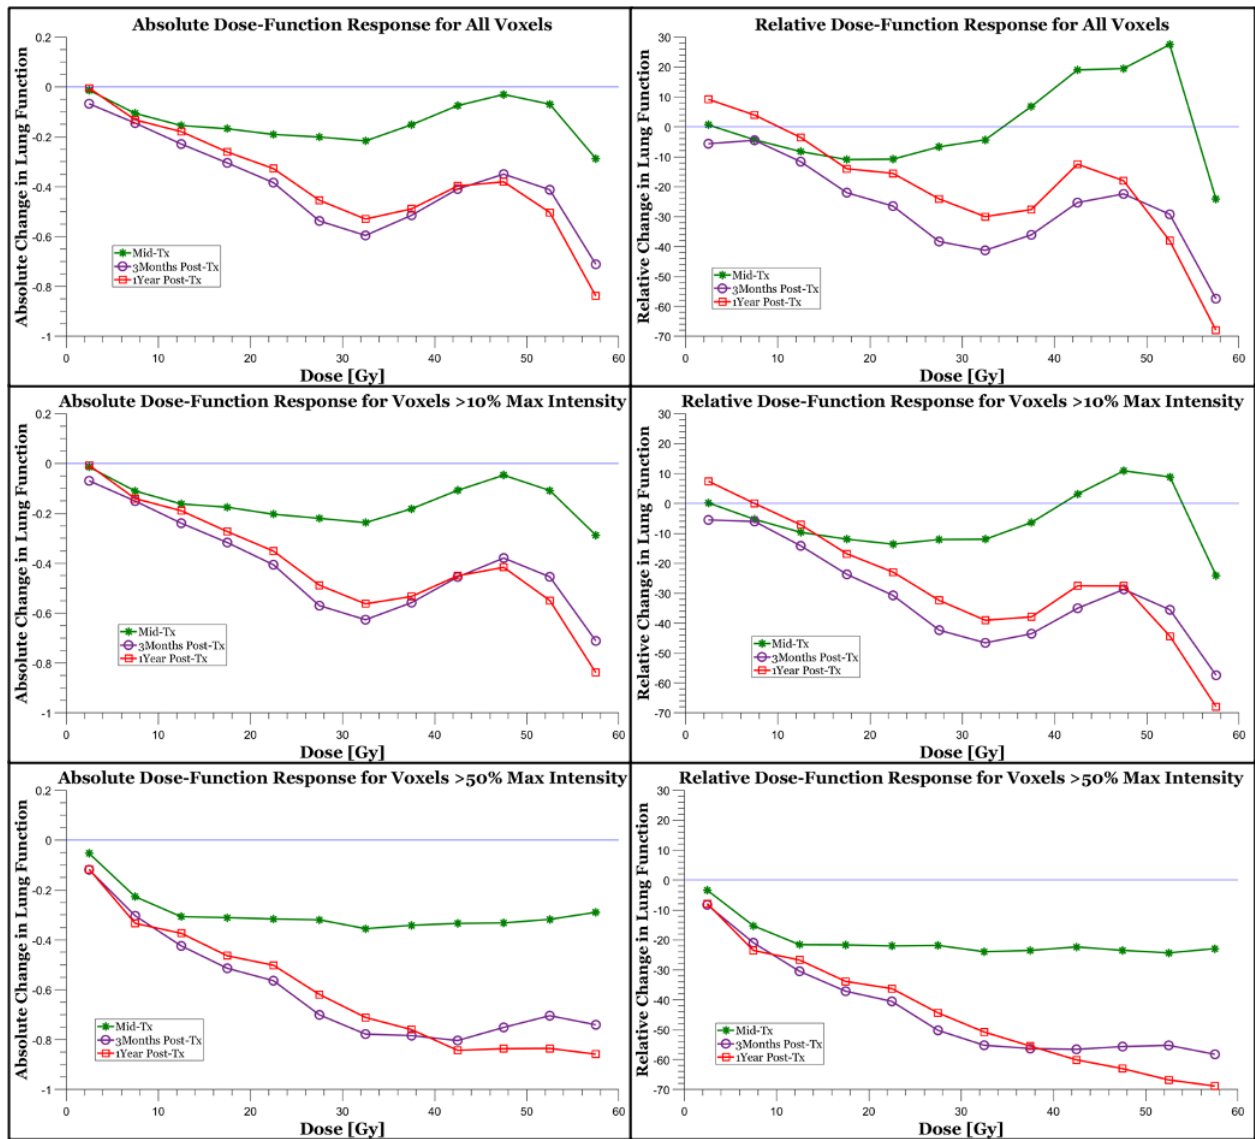 Absolute Dose-Function Response for All Voxels
Absolute Change in Lung Function
0.2
0
-0.2
-0.4
-0.6
-0.8
-1
Mid-Tx
3Months Post-Tx
1Year Post-Tx
0 10 20 30 40 50 60
Dose [Gy]
Relative Dose-Function Response for All Voxels
Relative Change in Lung Function
30
20
10
0
-10
-20
-30
-40
-50
-60
-70
Mid-Tx
3Months Post-Tx
1Year Post-Tx
0 10 20 30 40 50 60
Dose [Gy]
Absolute Dose-Function Response for Voxels >10% Max Intensity
Absolute Change in Lung Function
0.2
0
-0.2
-0.4
-0.6
-0.8
-1
Mid-Tx
3Months Post-Tx
1Year Post-Tx
0 10 20 30 40 50 60
Dose [Gy]
Relative Dose-Function Response for Voxels >10% Max Intensity
Relative Change in Lung Function
30
20
10
0
-10
-20
-30
-40
-50
-60
-70
Mid-Tx
3Months Post-Tx
1Year Post-Tx
0 10 20 30 40 50 60
Dose [Gy]
Absolute Dose-Function Response for Voxels >50% Max Intensity
Absolute Change in Lung Function
0.2
0
-0.2
-0.4
-0.6
-0.8
-1
Mid-Tx
3Months Post-Tx
1Year Post-Tx
0 10 20 30 40 50 60
Dose [Gy]
Relative Dose-Function Response for Voxels >50% Max Intensity
Relative Change in Lung Function
30
20
10
0
-10
-20
-30
-40
-50
-60
-70
Mid-Tx
3Months Post-Tx
1Year Post-Tx
0 10 20 30 40 50 60
Dose [Gy]